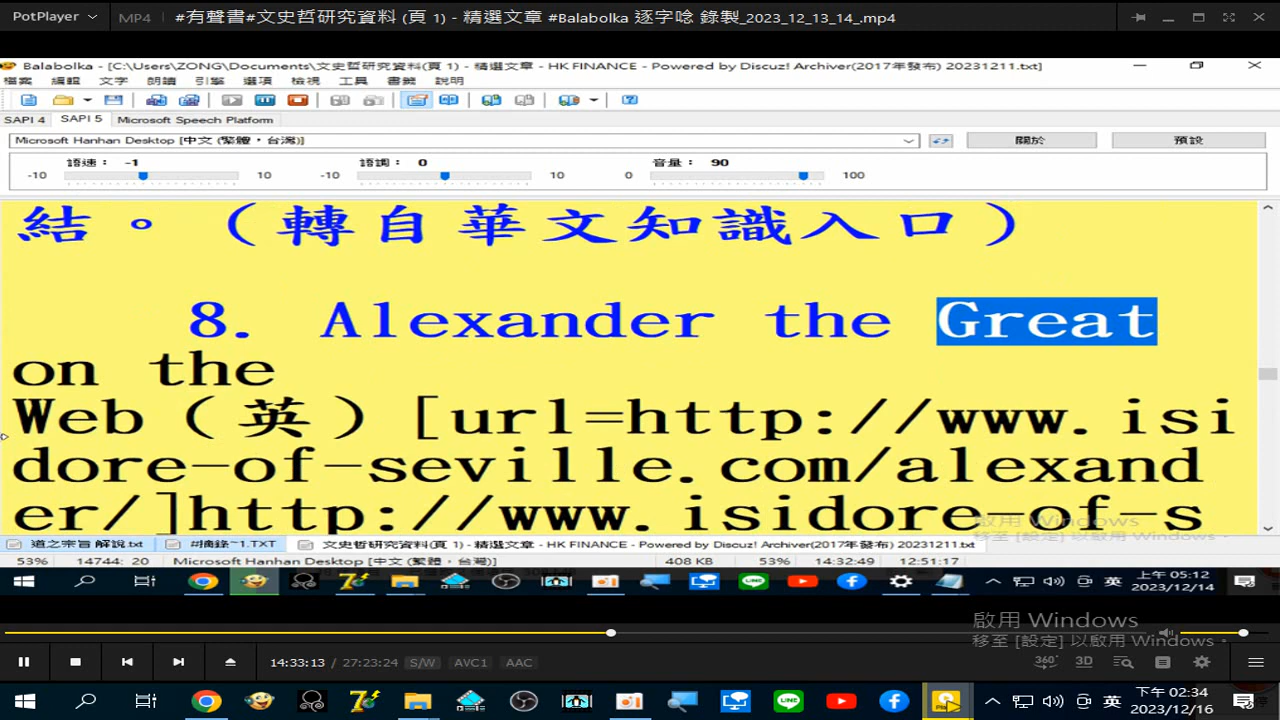 PotPlayer MP4 #有聲書#文史哲研究資料 (頁 1) - 精選文章 #Balabolka 逐字唸 錄製_2023_12_13_14_.mp4
Balabolka - [C:\Users\ZONG\Documents\文史哲研究資料(頁 1) - 精選文章 - HK FINANCE - Powered by Discuz! Archiver(2017年發布) 20231211.txt]
檔案 編輯 文字 朗讀 引擎 選項 檢視 工具 書籤 說明
SAPI 4 SAPI 5 Microsoft Speech Platform
Microsoft Hanhan Desktop [中文 (繁體，台灣)] 關於 預設
語速： -1 語調： 0 音量： 90
-10 10 -10 10 0 100
結。（轉自華文知識入口）
8. Alexander the Great
on the
Web（英）[url=http://www.isi
dore-of-seville.com/alexand
er/]http://www.isidore-of-s
啟用 Windows
移至 [設定] 以啟用 Windows。
道之宗旨 解說.txt #摘錄~1.TXT 文史哲研究資料(頁 1) - 精選文章 - HK FINANCE - Powered by Discuz! Archiver(2017年發布) 20231211.txt
53% 14744: 20 Microsoft Hanhan Desktop [中文 (繁體，台灣)] 408 KB 53% 14:32:49 12:51:17
英 上午 05:12
2023/12/14
啟用 Windows
移至 [設定] 以啟用 Windows。
14:33:13 / 27:23:24 S/W AVC1 AAC 360° 3D
英 下午 02:34
2023/12/16